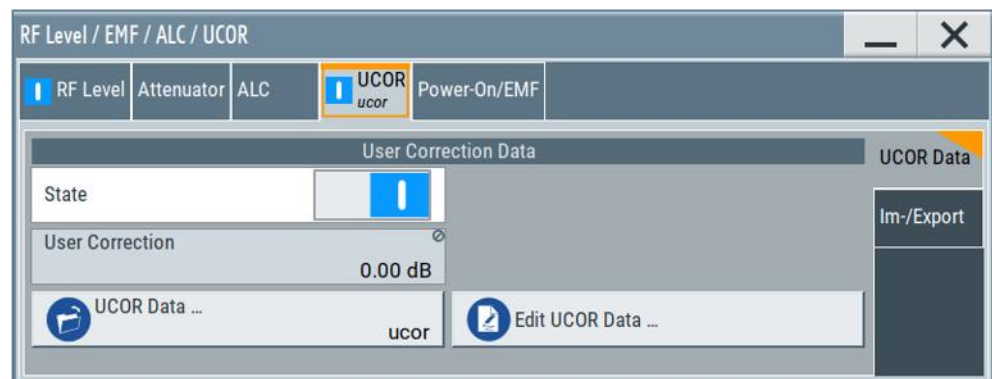 RF Level / EMF / ALC / UCOR
RF Level Attenuator ALC UCOR Power-On/EMF
ucor
User Correction Data
UCOR Data
State
Im-/Export
User Correction
0.00 dB
UCOR Data ...
ucor
Edit UCOR Data ...